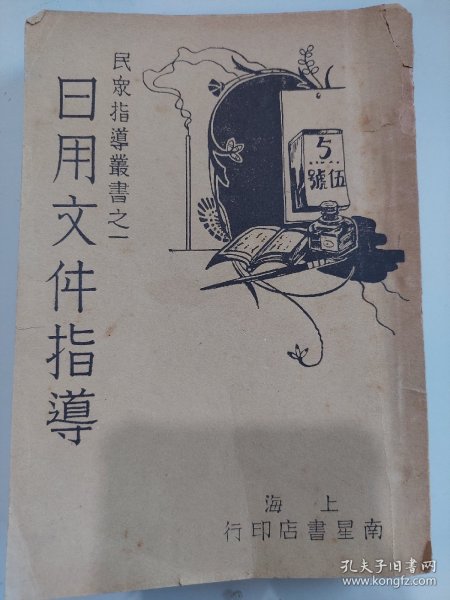 民眾指導叢書之一
日用文件指導
5
伍號
上海
南星書店印行
孔夫子旧书网
www.kongfz.com